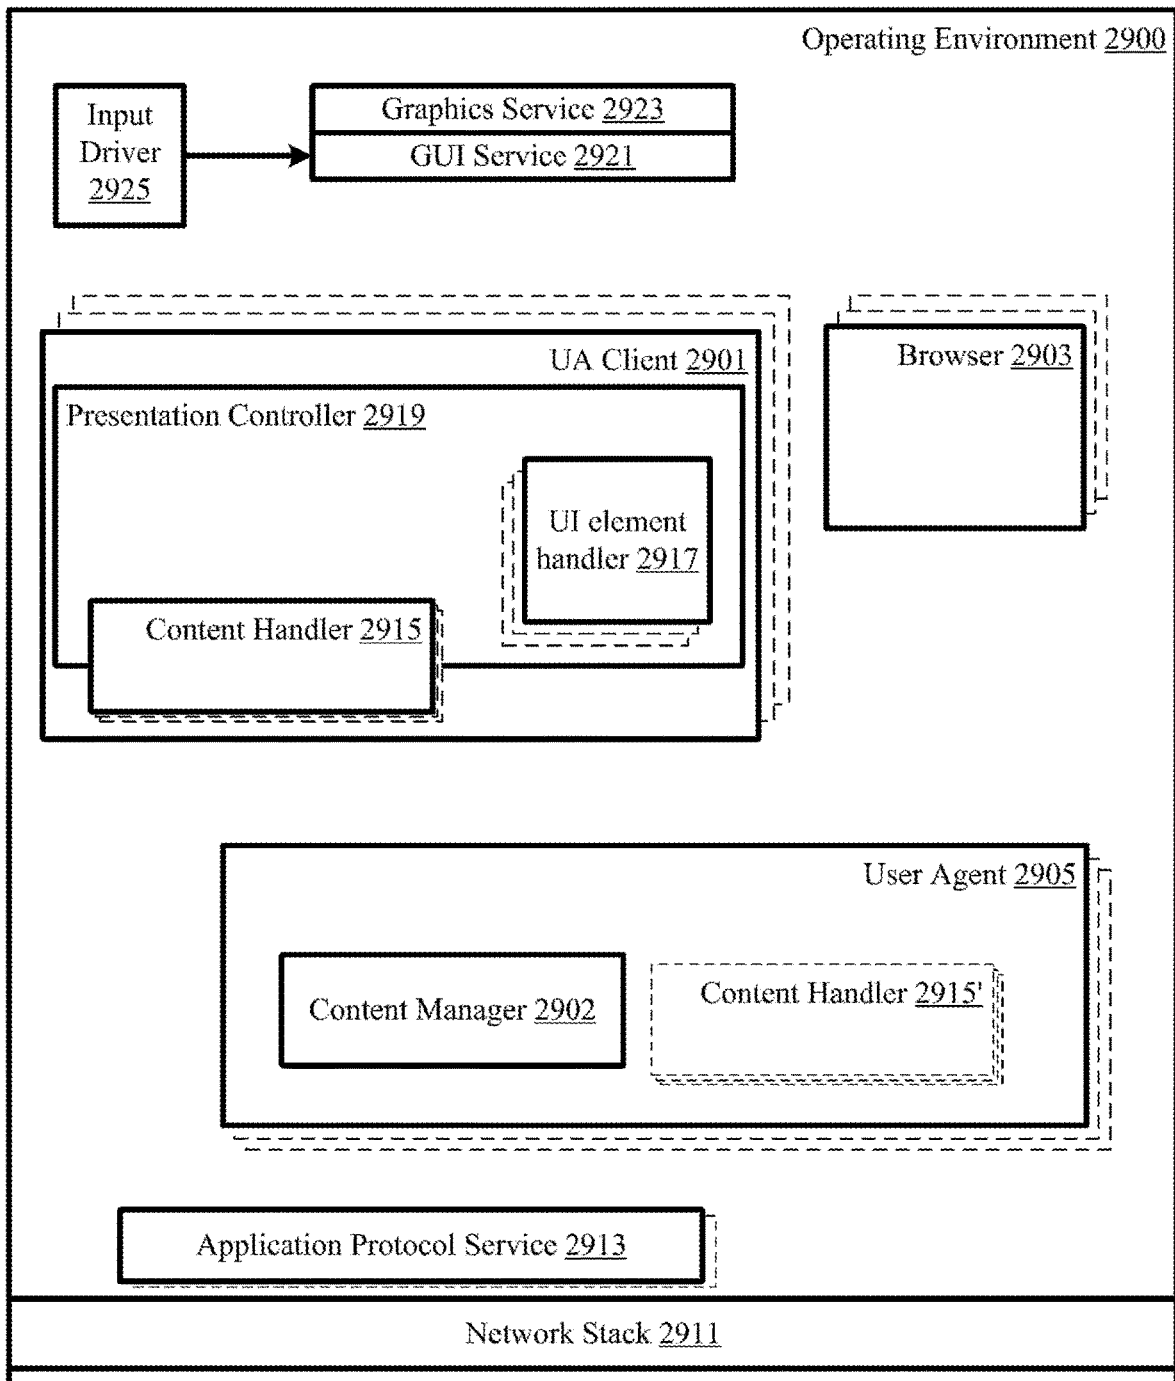 Operating Environment 2900
Input
Driver
2925
Graphics Service 2923
GUI Service 2921
UA Client 2901
Browser 2903
Presentation Controller 2919
UI element
handler 2917
Content Handler 2915
User Agent 2905
Content Manager 2902
Content Handler 2915'
Application Protocol Service 2913
Network Stack 2911